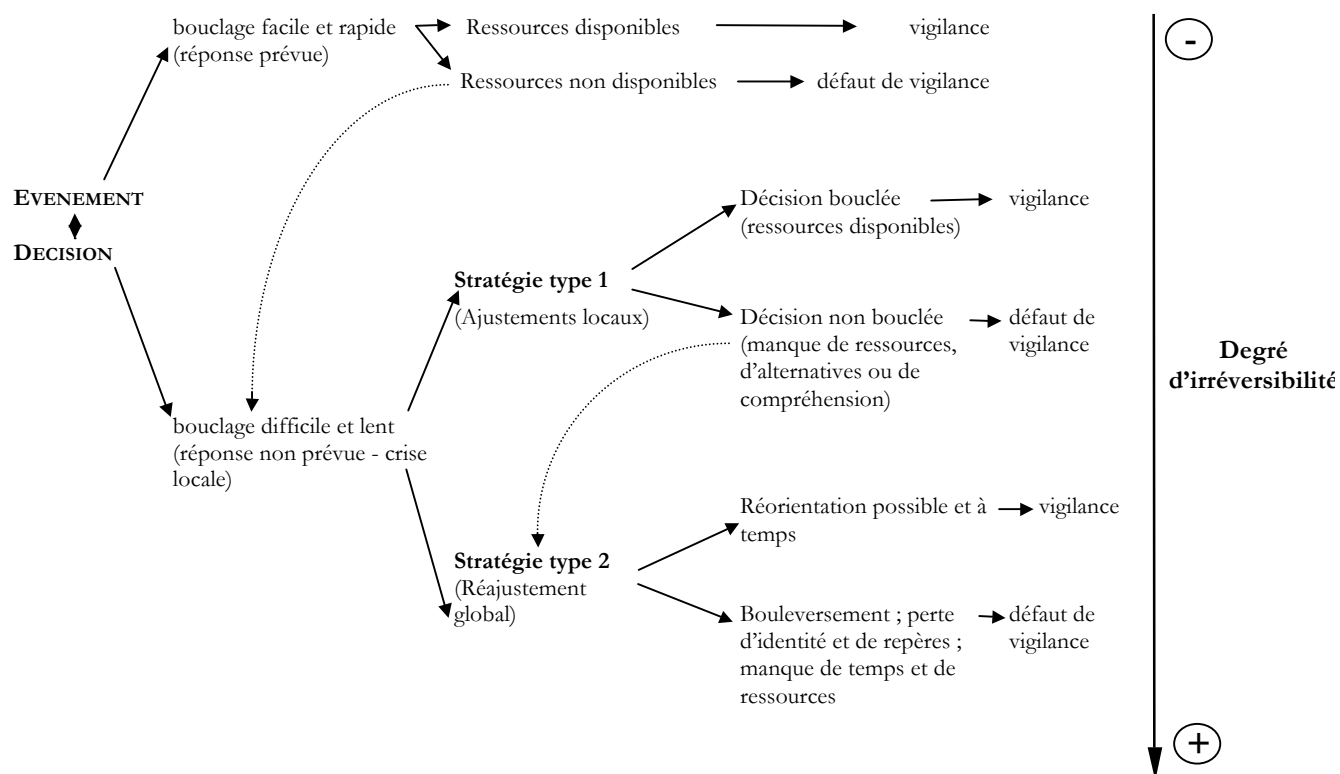 bouclage facile et rapide
(réponse prévue)
Ressources disponibles
vigilance
-
Ressources non disponibles
défaut de vigilance
EVENEMENT
DECISION
Décision bouclée
(ressources disponibles)
vigilance
Stratégie type 1
(Ajustements locaux)
Décision non bouclée
(manque de ressources,
d'alternatives ou de
compréhension)
défaut de
vigilance
Degré
d'irréversibilité
bouclage difficile et lent
(réponse non prévue - crise
locale)
Réorientation possible et à
temps
vigilance
Stratégie type 2
(Réajustement
global)
Bouleversement ; perte
d'identité et de repères ;
manque de temps et de
ressources
défaut de
vigilance
+